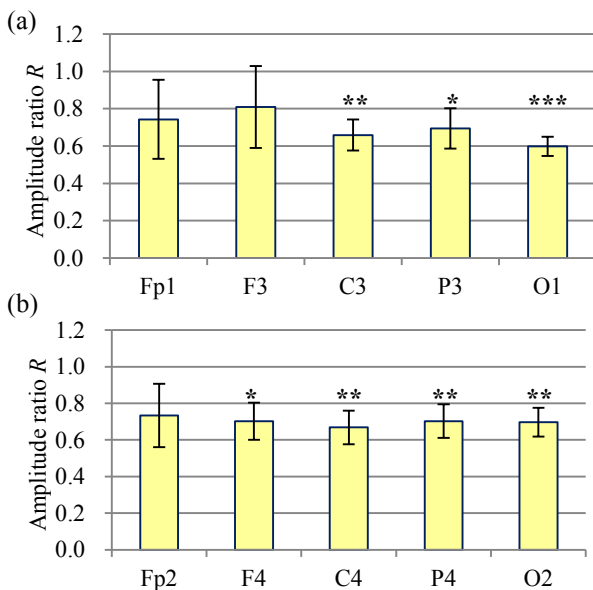 (a)
Amplitude ratio R
1.2
1.0
0.8
0.6
0.4
0.2
0.0
** * ***
Fp1 F3 C3 P3 O1
(b)
Amplitude ratio R
1.2
1.0
0.8
0.6
0.4
0.2
0.0
* ** ** **
Fp2 F4 C4 P4 O2